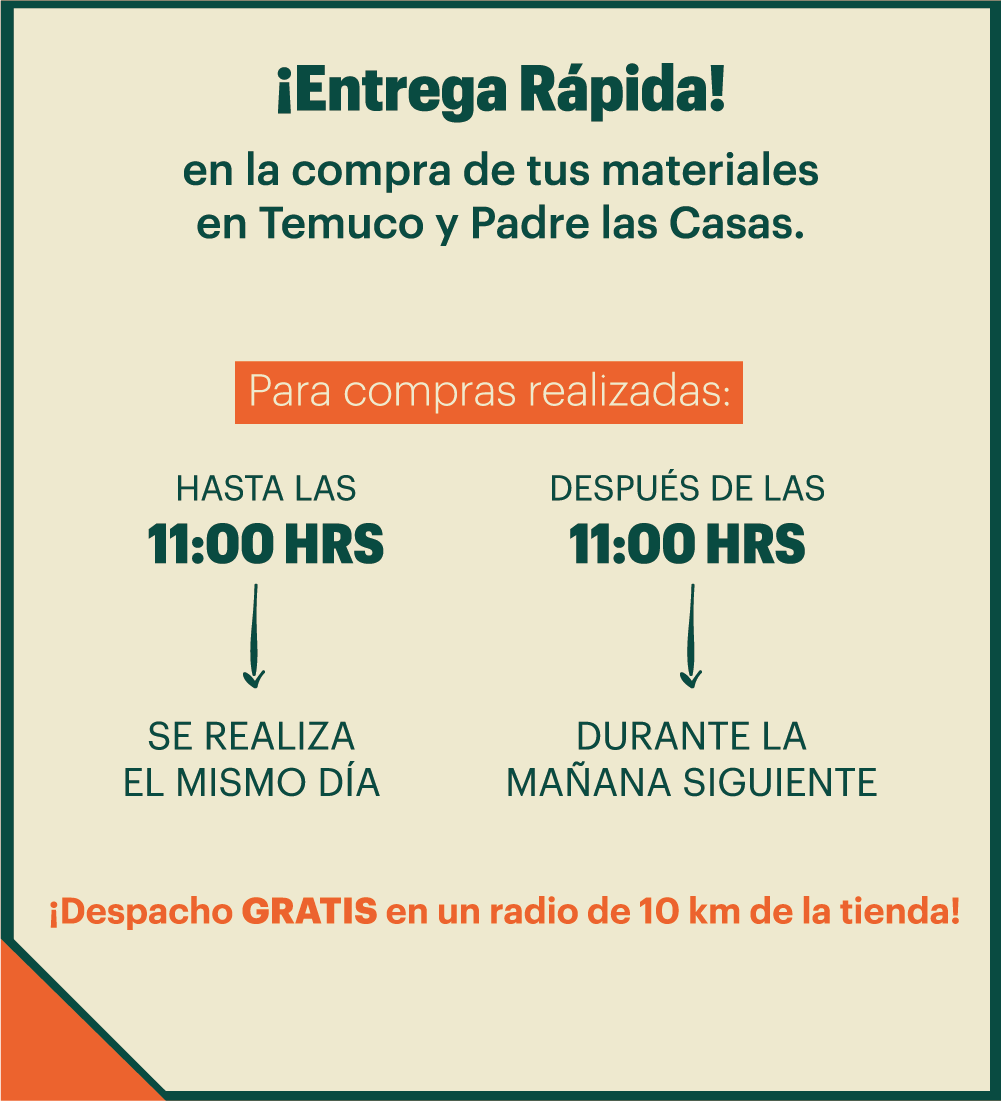 ¡Entrega Rápida!
en la compra de tus materiales
en Temuco y Padre las Casas.
Para compras realizadas:
HASTA LAS
11:00 HRS
SE REALIZA
EL MISMO DÍA
DESPUÉS DE LAS
11:00 HRS
DURANTE LA
MAÑANA SIGUIENTE
¡Despacho GRATIS en un radio de 10 km de la tienda!